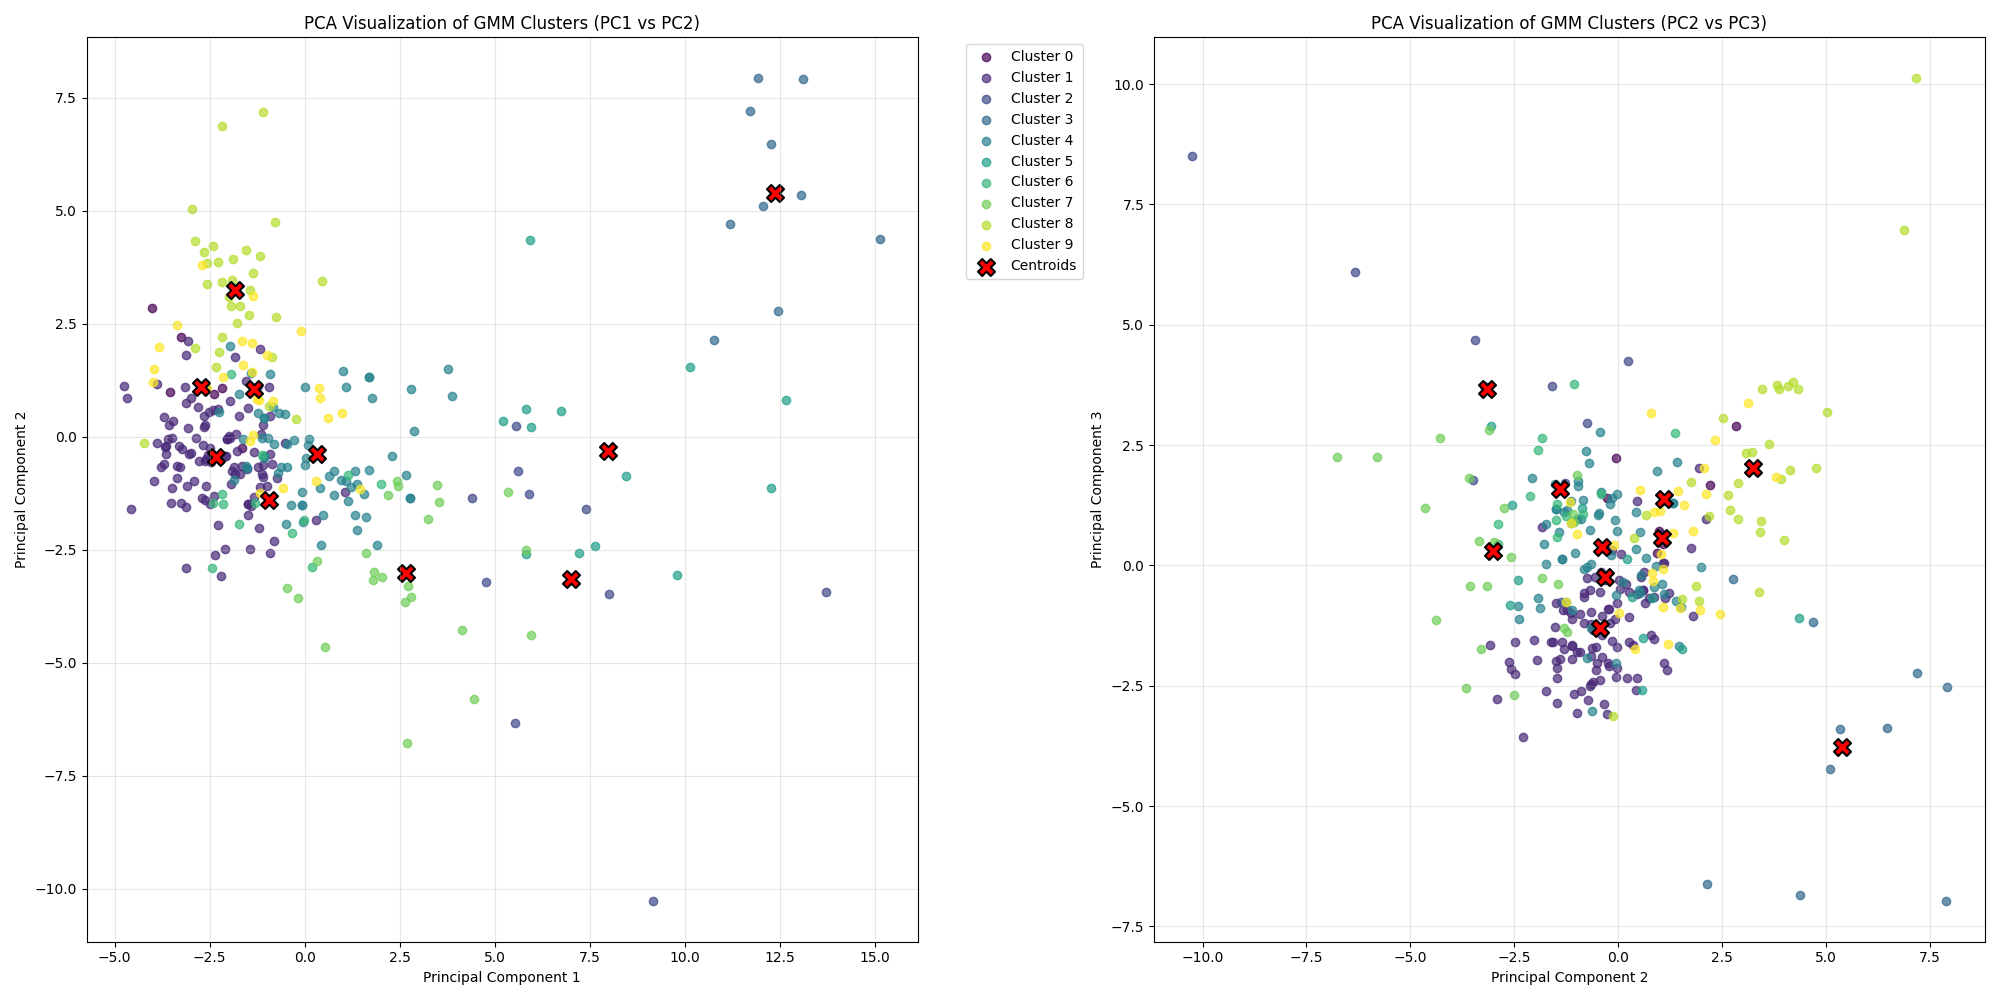 PCA Visualization of GMM Clusters (PC1 vs PC2)
Principal Component 2
7.5
5.0
2.5
0.0
−2.5
−5.0
−7.5
−10.0
−5.0
−2.5
0.0
2.5
5.0
7.5
10.0
12.5
15.0
Principal Component 1
Cluster 0
Cluster 1
Cluster 2
Cluster 3
Cluster 4
Cluster 5
Cluster 6
Cluster 7
Cluster 8
Cluster 9
Centroids
PCA Visualization of GMM Clusters (PC2 vs PC3)
Principal Component 3
10.0
7.5
5.0
2.5
0.0
−2.5
−5.0
−7.5
−10.0
−7.5
−5.0
−2.5
0.0
2.5
5.0
7.5
Principal Component 2